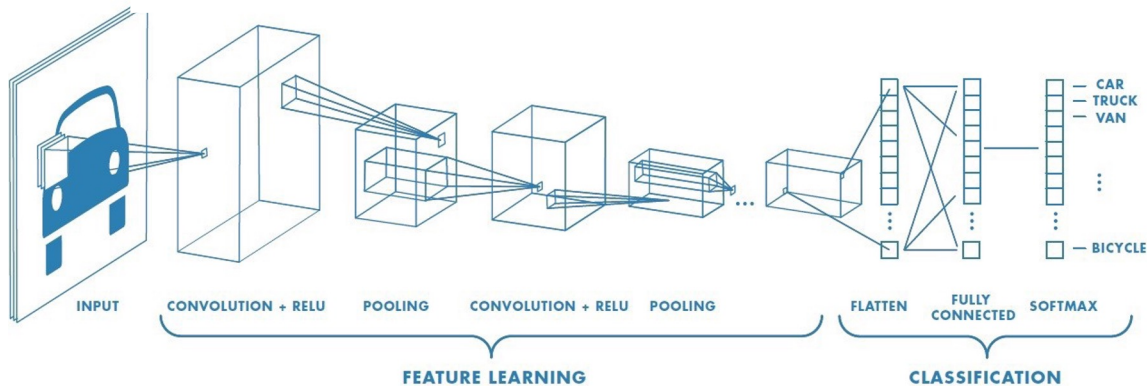 CAR
TRUCK
VAN
BICYCLE
INPUT
CONVOLUTION + RELU
POOLING
CONVOLUTION + RELU
POOLING
FLATTEN
FULLY
CONNECTED
SOFTMAX
FEATURE LEARNING
CLASSIFICATION